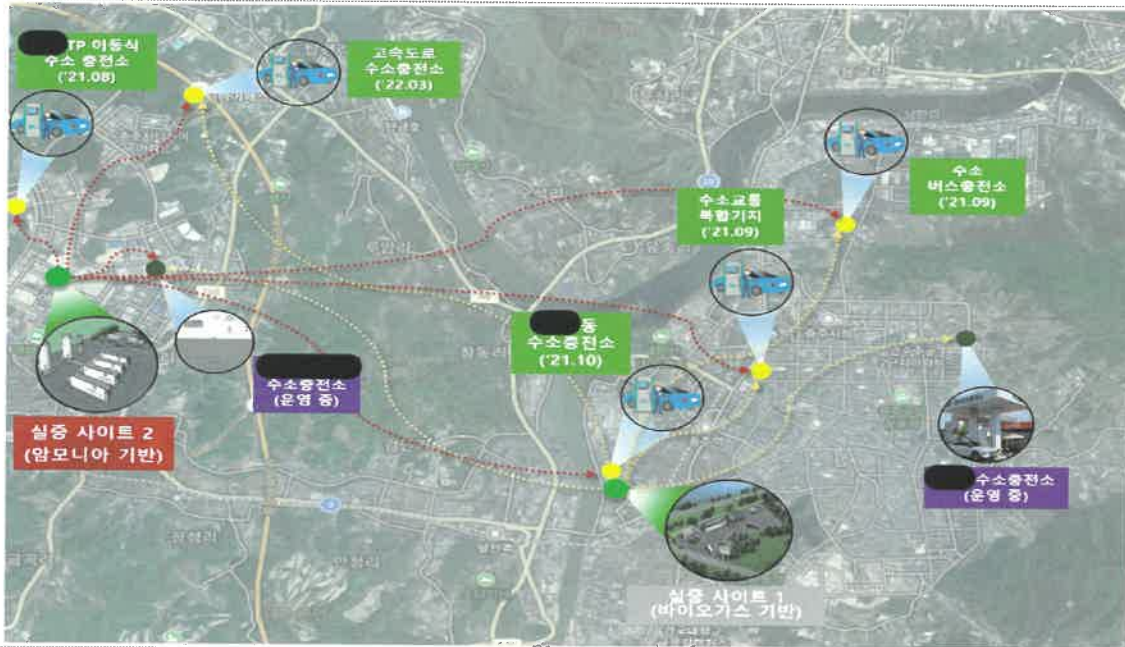 TP 이동식
수소 충전소
('21.08)
고속도로
수소충전소
('22.03)
수소
버스충전소
('21.09)
수소교통
복합기지
('21.09)
동
수소충전소
('21.10)
수소충전소
(운영 중)
실증 사이트 2
(암모니아 기반)
수소충전소
(운영 중)
실증 사이트 1
(바이오가스 기반)
장동리